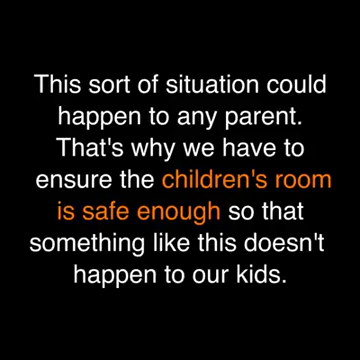 This sort of situation could
happen to any parent.
That's why we have to
ensure the children's room
is safe enough so that
something like this doesn't
happen to our kids.